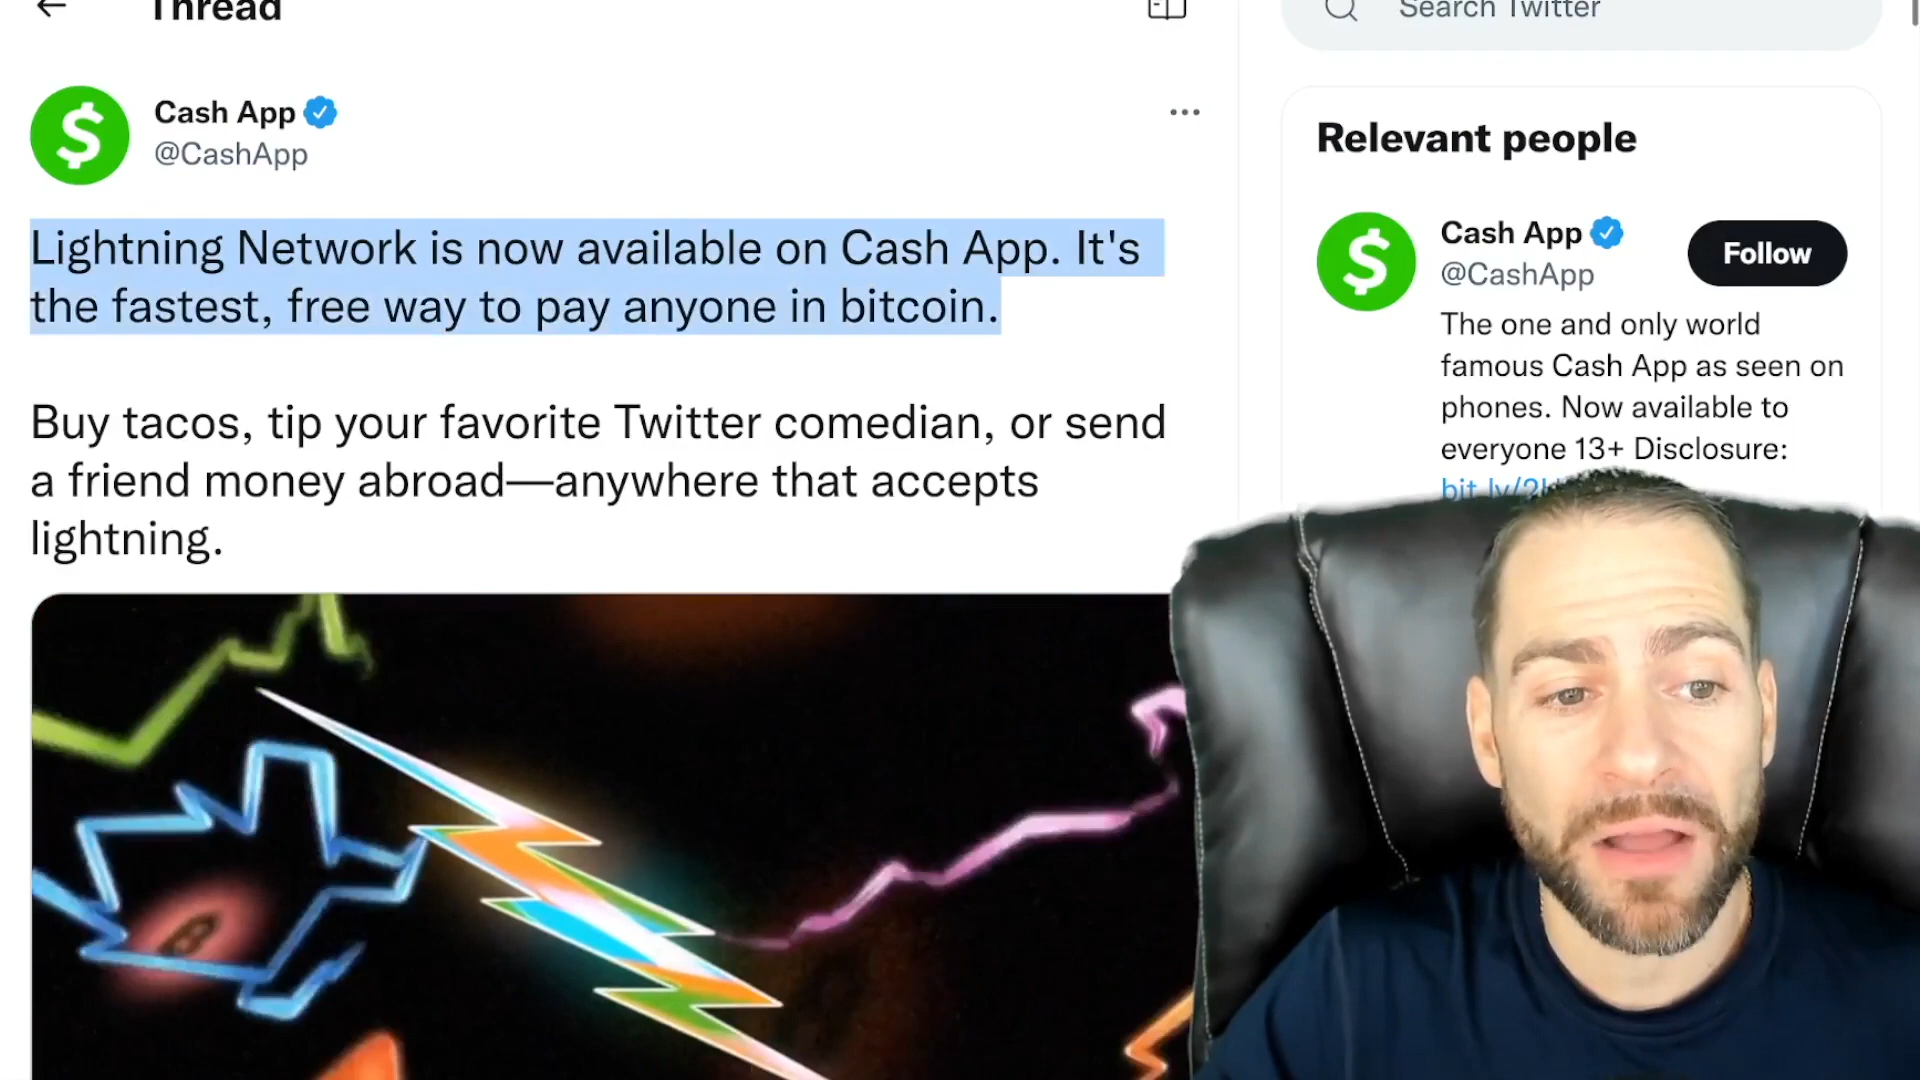 Thread
Search Twitter
Cash App
@CashApp
Lightning Network is now available on Cash App. It's
the fastest, free way to pay anyone in bitcoin.
Buy tacos, tip your favorite Twitter comedian, or send
a friend money abroad—anywhere that accepts
lightning.
Relevant people
Cash App
@CashApp
Follow
The one and only world
famous Cash App as seen on
phones. Now available to
everyone 13+ Disclosure: